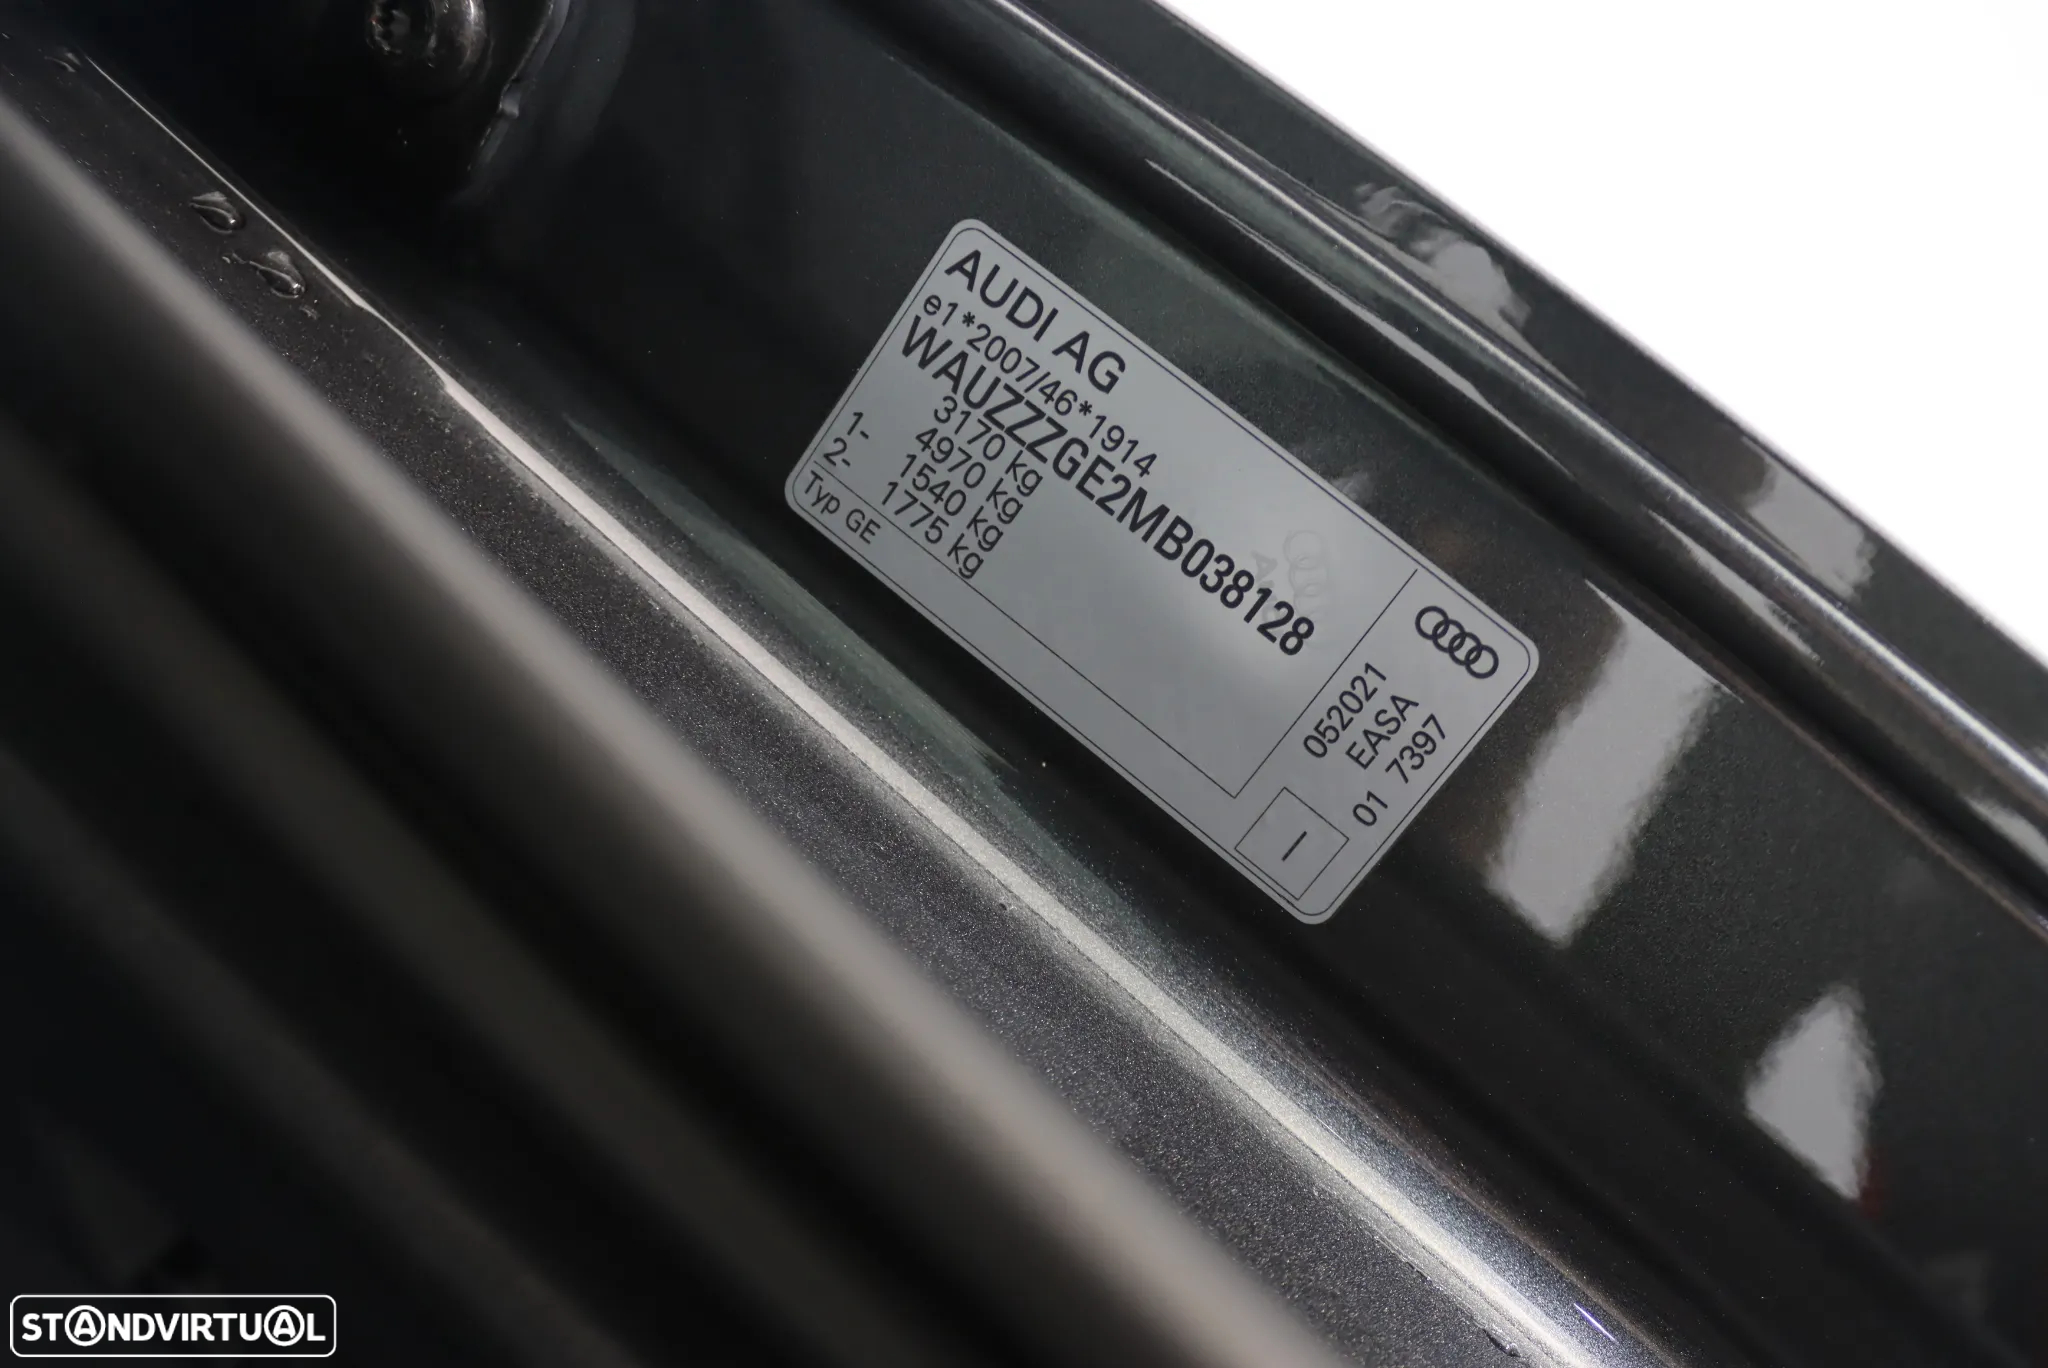 AUDI AG
e1*2007/46*1914
WAUZZZGE2MB038128
3170 kg
4970 kg
1- 1540 kg
2- 1775 kg
Typ GE
052021
EASA
01 7397
STANDVIRTUAL